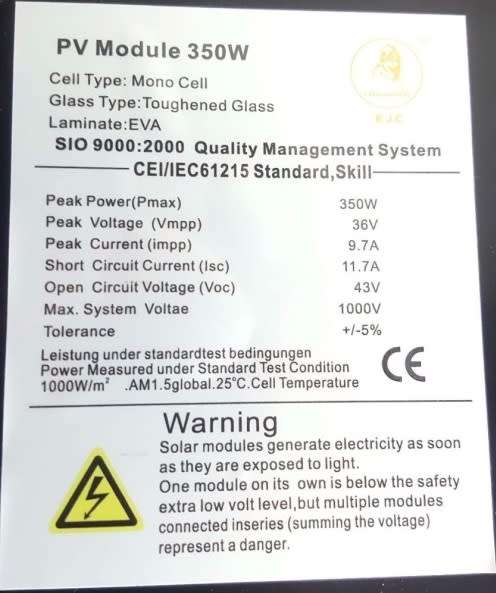 PV Module 350W
Cell Type: Mono Cell
Glass Type:Toughened Glass
Laminate:EVA
SIO 9000:2000 Quality Management System
CEI/IEC61215 Standard,Skill
Peak Power(Pmax) 350W
Peak Voltage (Vmpp) 36V
Peak Current (impp) 9.7A
Short Circuit Current (Isc) 11.7A
Open Circuit Voltage (Voc) 43V
Max. System Voltae 1000V
Tolerance +/-5%
Leistung under standardtest bedingungen
Power Measured under Standard Test Condition
1000W/m² .AM1.5global.25°C.Cell Temperature
CE
Warning
Solar modules generate electricity as soon
as they are exposed to light.
One module on its own is below the safety
extra low volt level,but multiple modules
connected inseries (summing the voltage)
represent a danger.